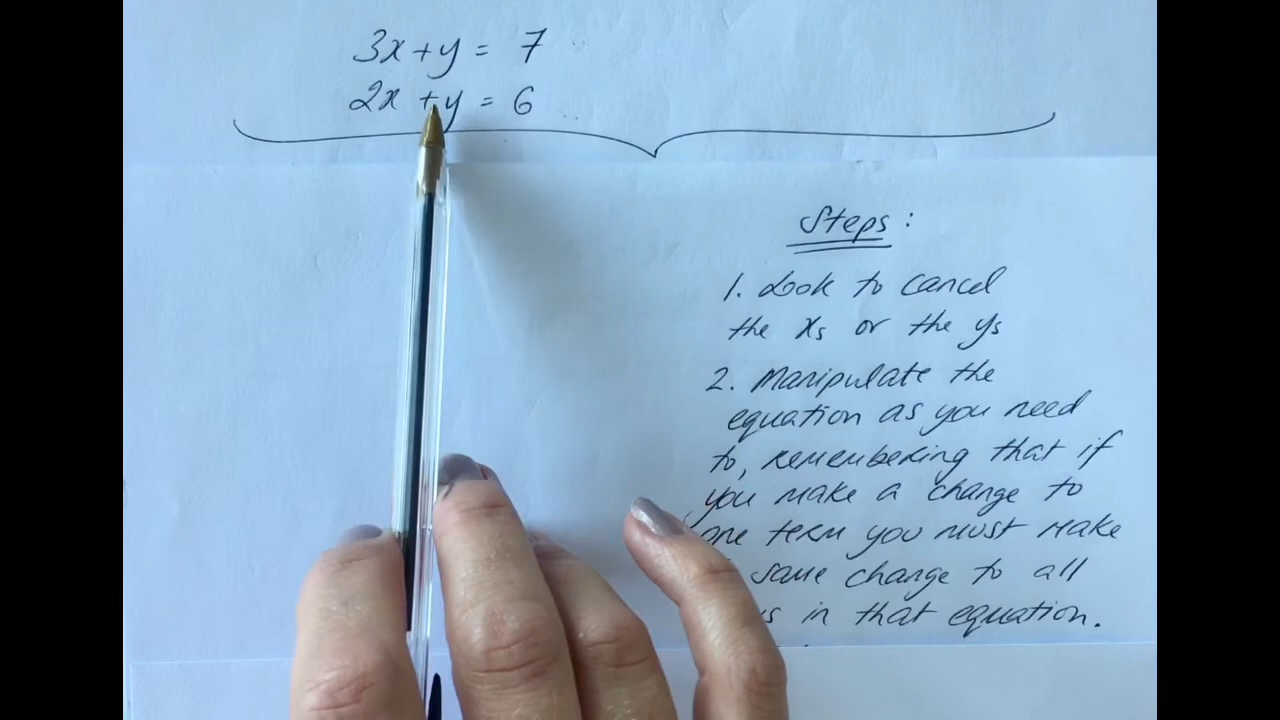 3x + y = 7
2x + y = 6
Steps:
1. Look to cancel
the xs or the ys
2. Manipulate the
equation as you need
to, remembering that if
you make a change to
one term you must make
same change to all
in that equation.